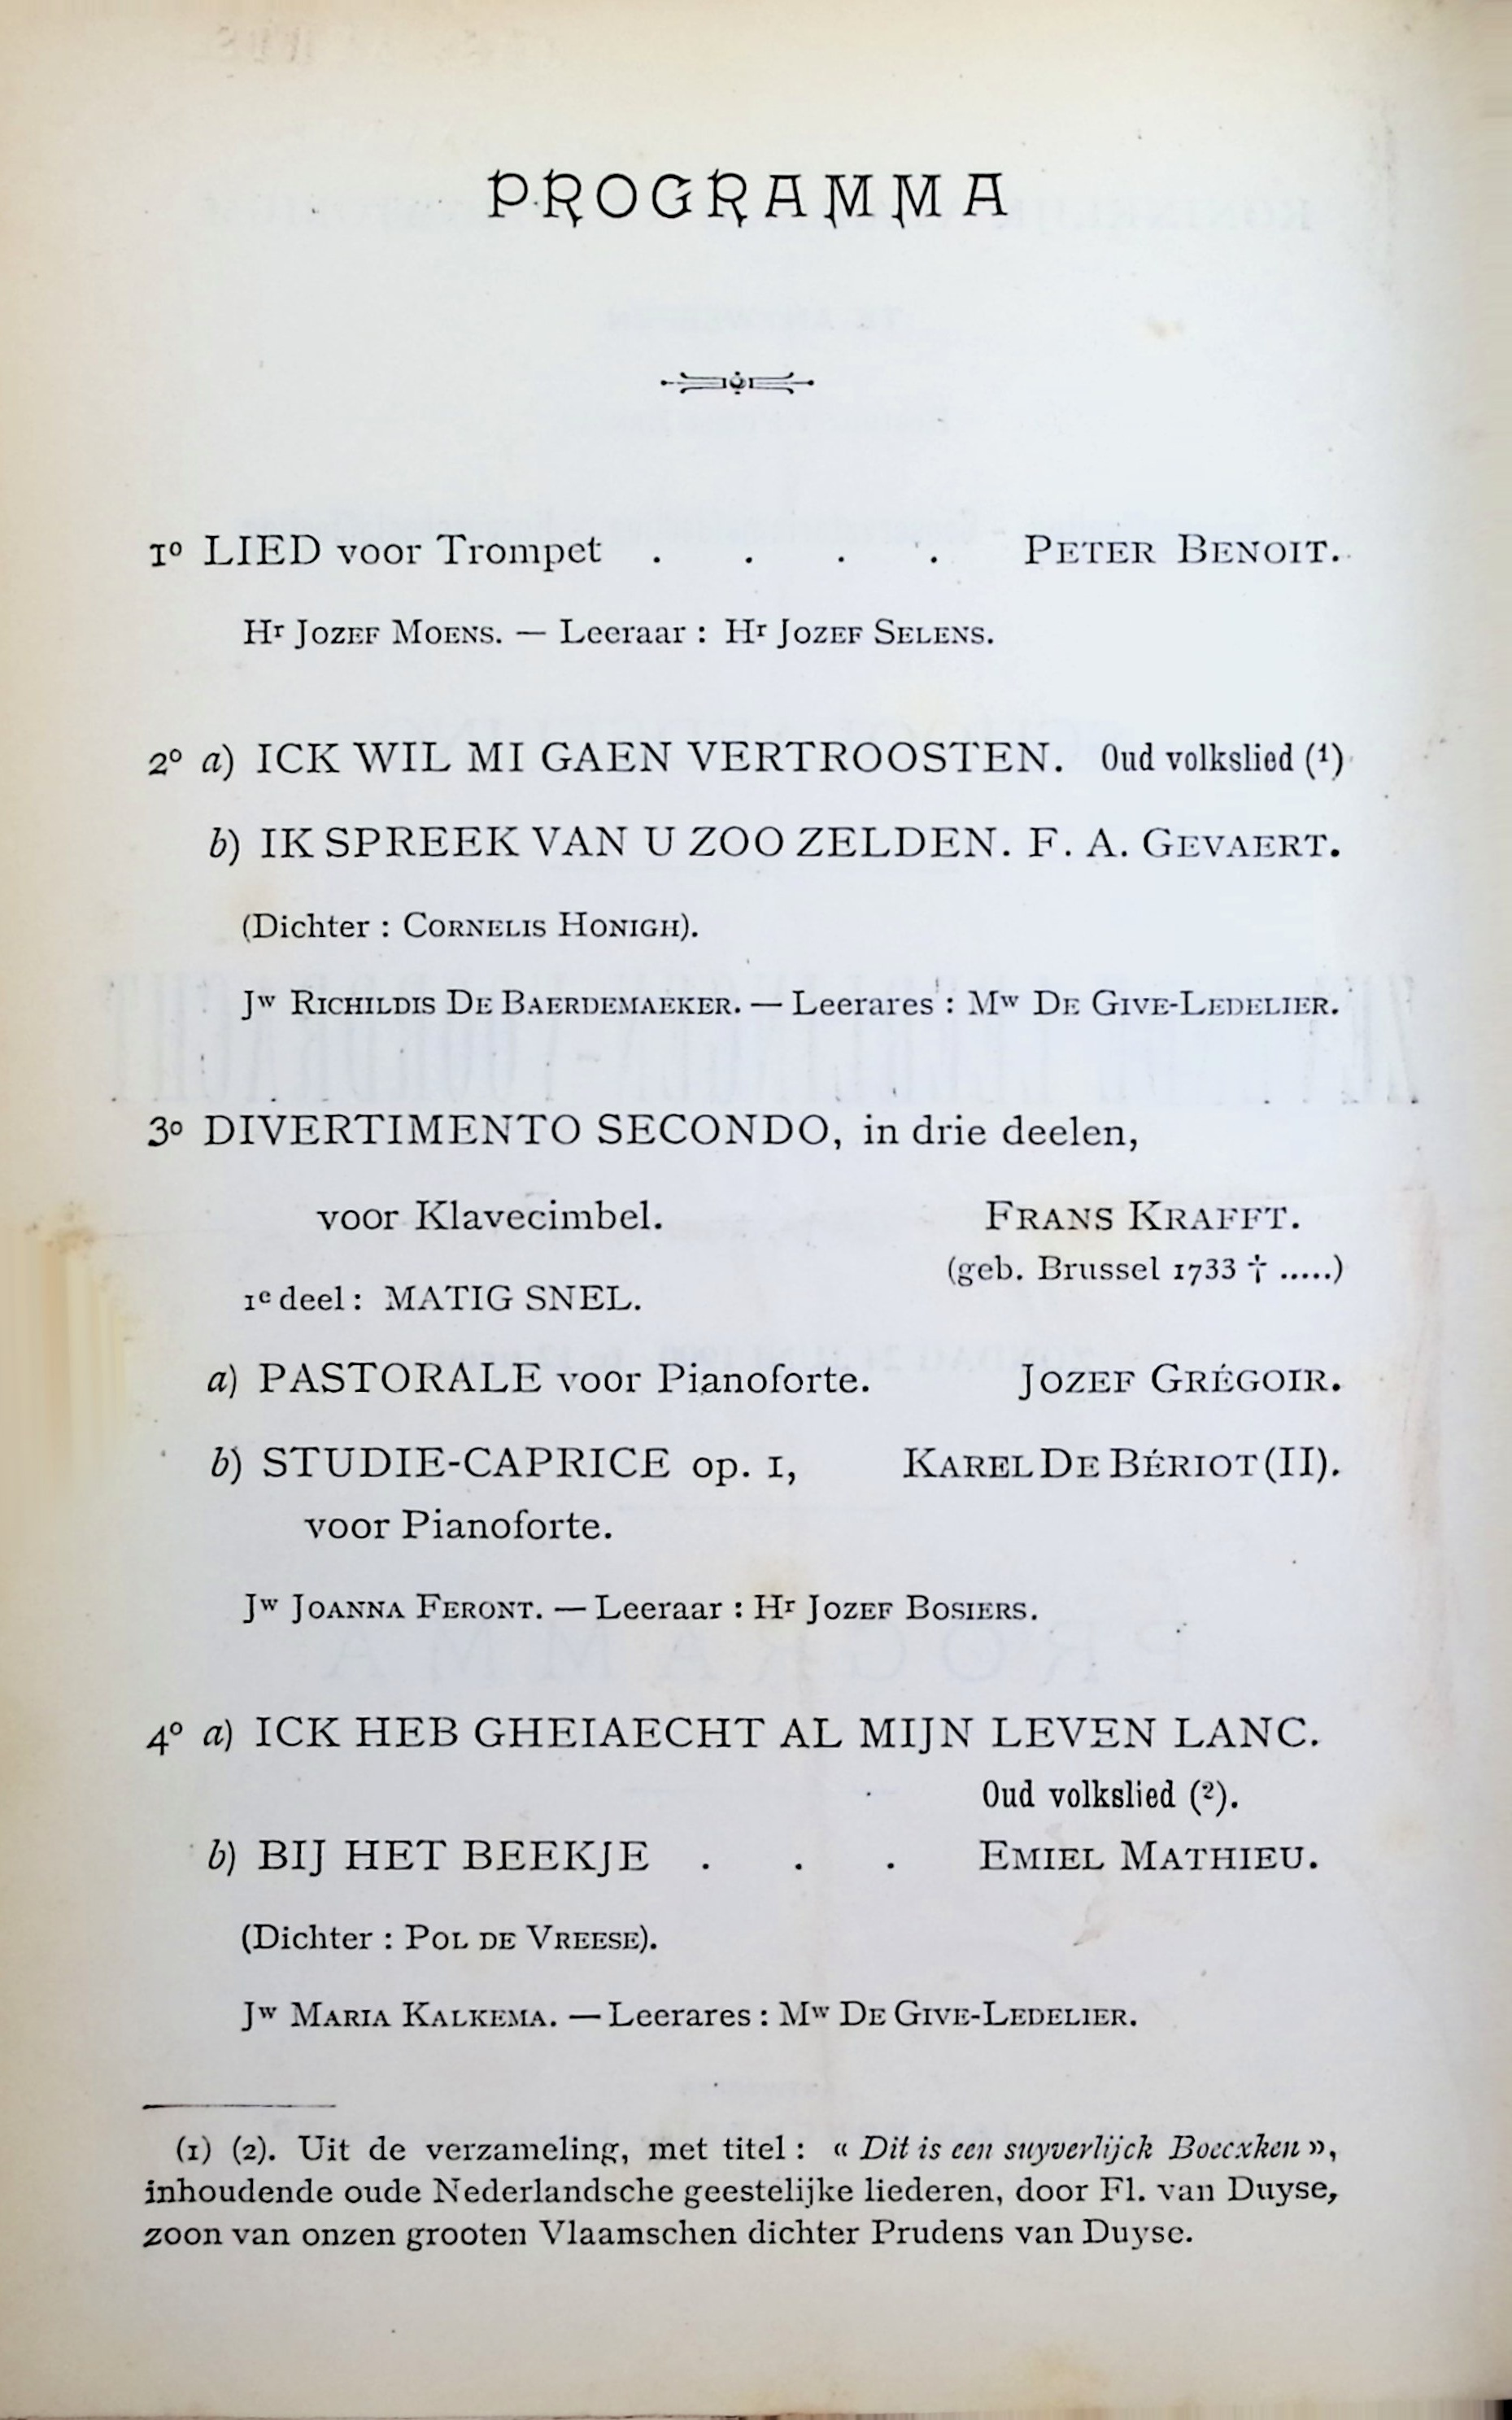 PROGRAMMA
1º LIED voor Trompet . . . . PETER BENOIT.
Hr JOZEF MOENS. — Leeraar : Hr JOZEF SELENS.
2º a) ICK WIL MI GAEN VERTROOSTEN. Oud volkslied (1)
b) IK SPREEK VAN U ZOO ZELDEN. F. A. GEVAERT.
(Dichter : CORNELIS HONIGH).
Jw RICHILDIS DE BAERDEMAEKER. — Leerares : Mw DE GIVE-LEDELIER.
3º DIVERTIMENTO SECONDO, in drie deelen,
voor Klavecimbel. FRANS KRAFFT.
(geb. Brussel 1733 † .....)
1e deel : MATIG SNEL.
a) PASTORALE voor Pianoforte. JOZEF GRÉGOIR.
b) STUDIE-CAPRICE op. 1, KAREL DE BÉRIOT (II).
voor Pianoforte.
Jw JOANNA FERONT. — Leeraar : Hr JOZEF BOSIERS.
4º a) ICK HEB GHEIAECHT AL MIJN LEVEN LANC.
Oud volkslied (2).
b) BIJ HET BEEKJE . . . EMIEL MATHIEU.
(Dichter : POL DE VREESE).
Jw MARIA KALKEMA. — Leerares : Mw DE GIVE-LEDELIER.
(1) (2). Uit de verzameling, met titel : « Dit is een suyverlijck Boecxken »,
inhoudende oude Nederlandsche geestelijke liederen, door Fl. van Duyse,
zoon van onzen grooten Vlaamschen dichter Prudens van Duyse.